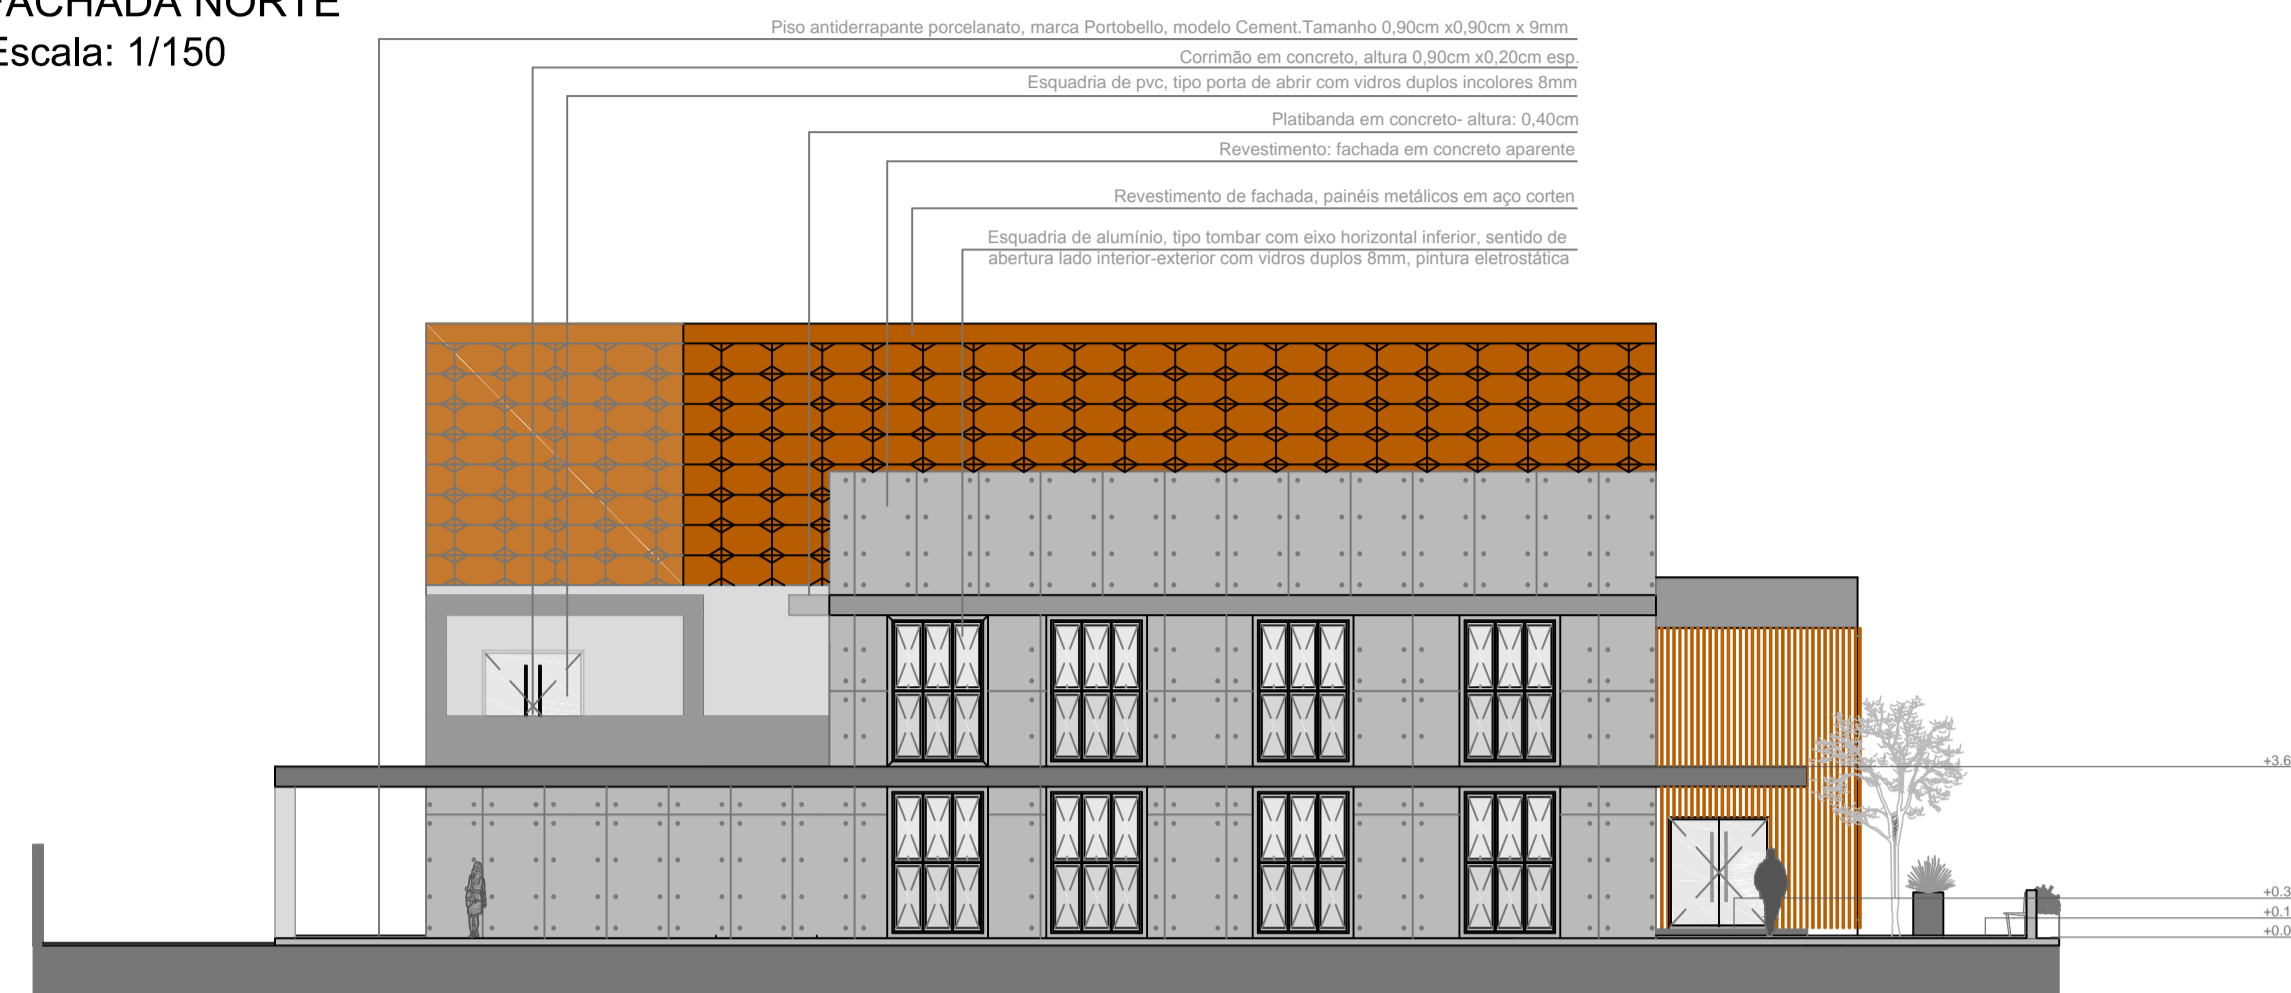 FACHADA NORTE
Escala: 1/150
Piso antiderrapante porcelanato, marca Portobello, modelo Cement.Tamanho 0,90cm x0,90cm x 9mm
Corrimão em concreto, altura 0,90cm x0,20cm esp.
Esquadria de pvc, tipo porta de abrir com vidros duplos incolores 8mm
Platibanda em concreto- altura: 0,40cm
Revestimento: fachada em concreto aparente
Revestimento de fachada, painéis metálicos em aço corten
Esquadria de alumínio, tipo tombar com eixo horizontal inferior, sentido de
abertura lado interior-exterior com vidros duplos 8mm, pintura eletrostática
+3.6
+0.3
+0.1
+0.0